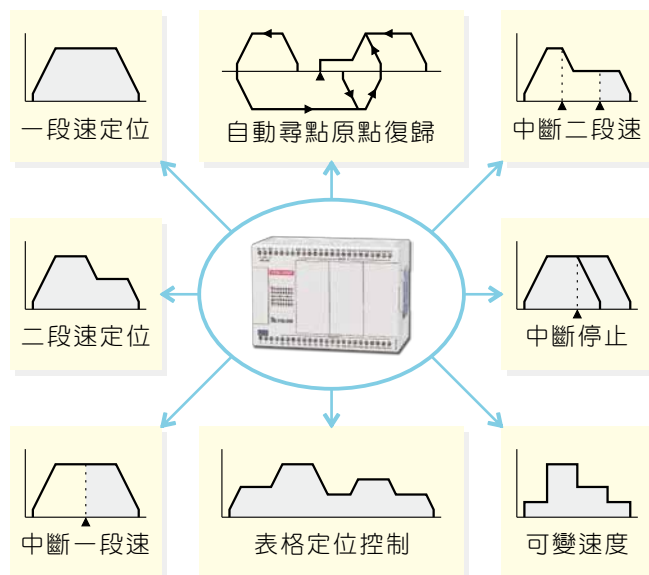 一段速定位
自動尋點原點復歸
中斷二段速
二段速定位
中斷停止
中斷一段速
表格定位控制
可變速度